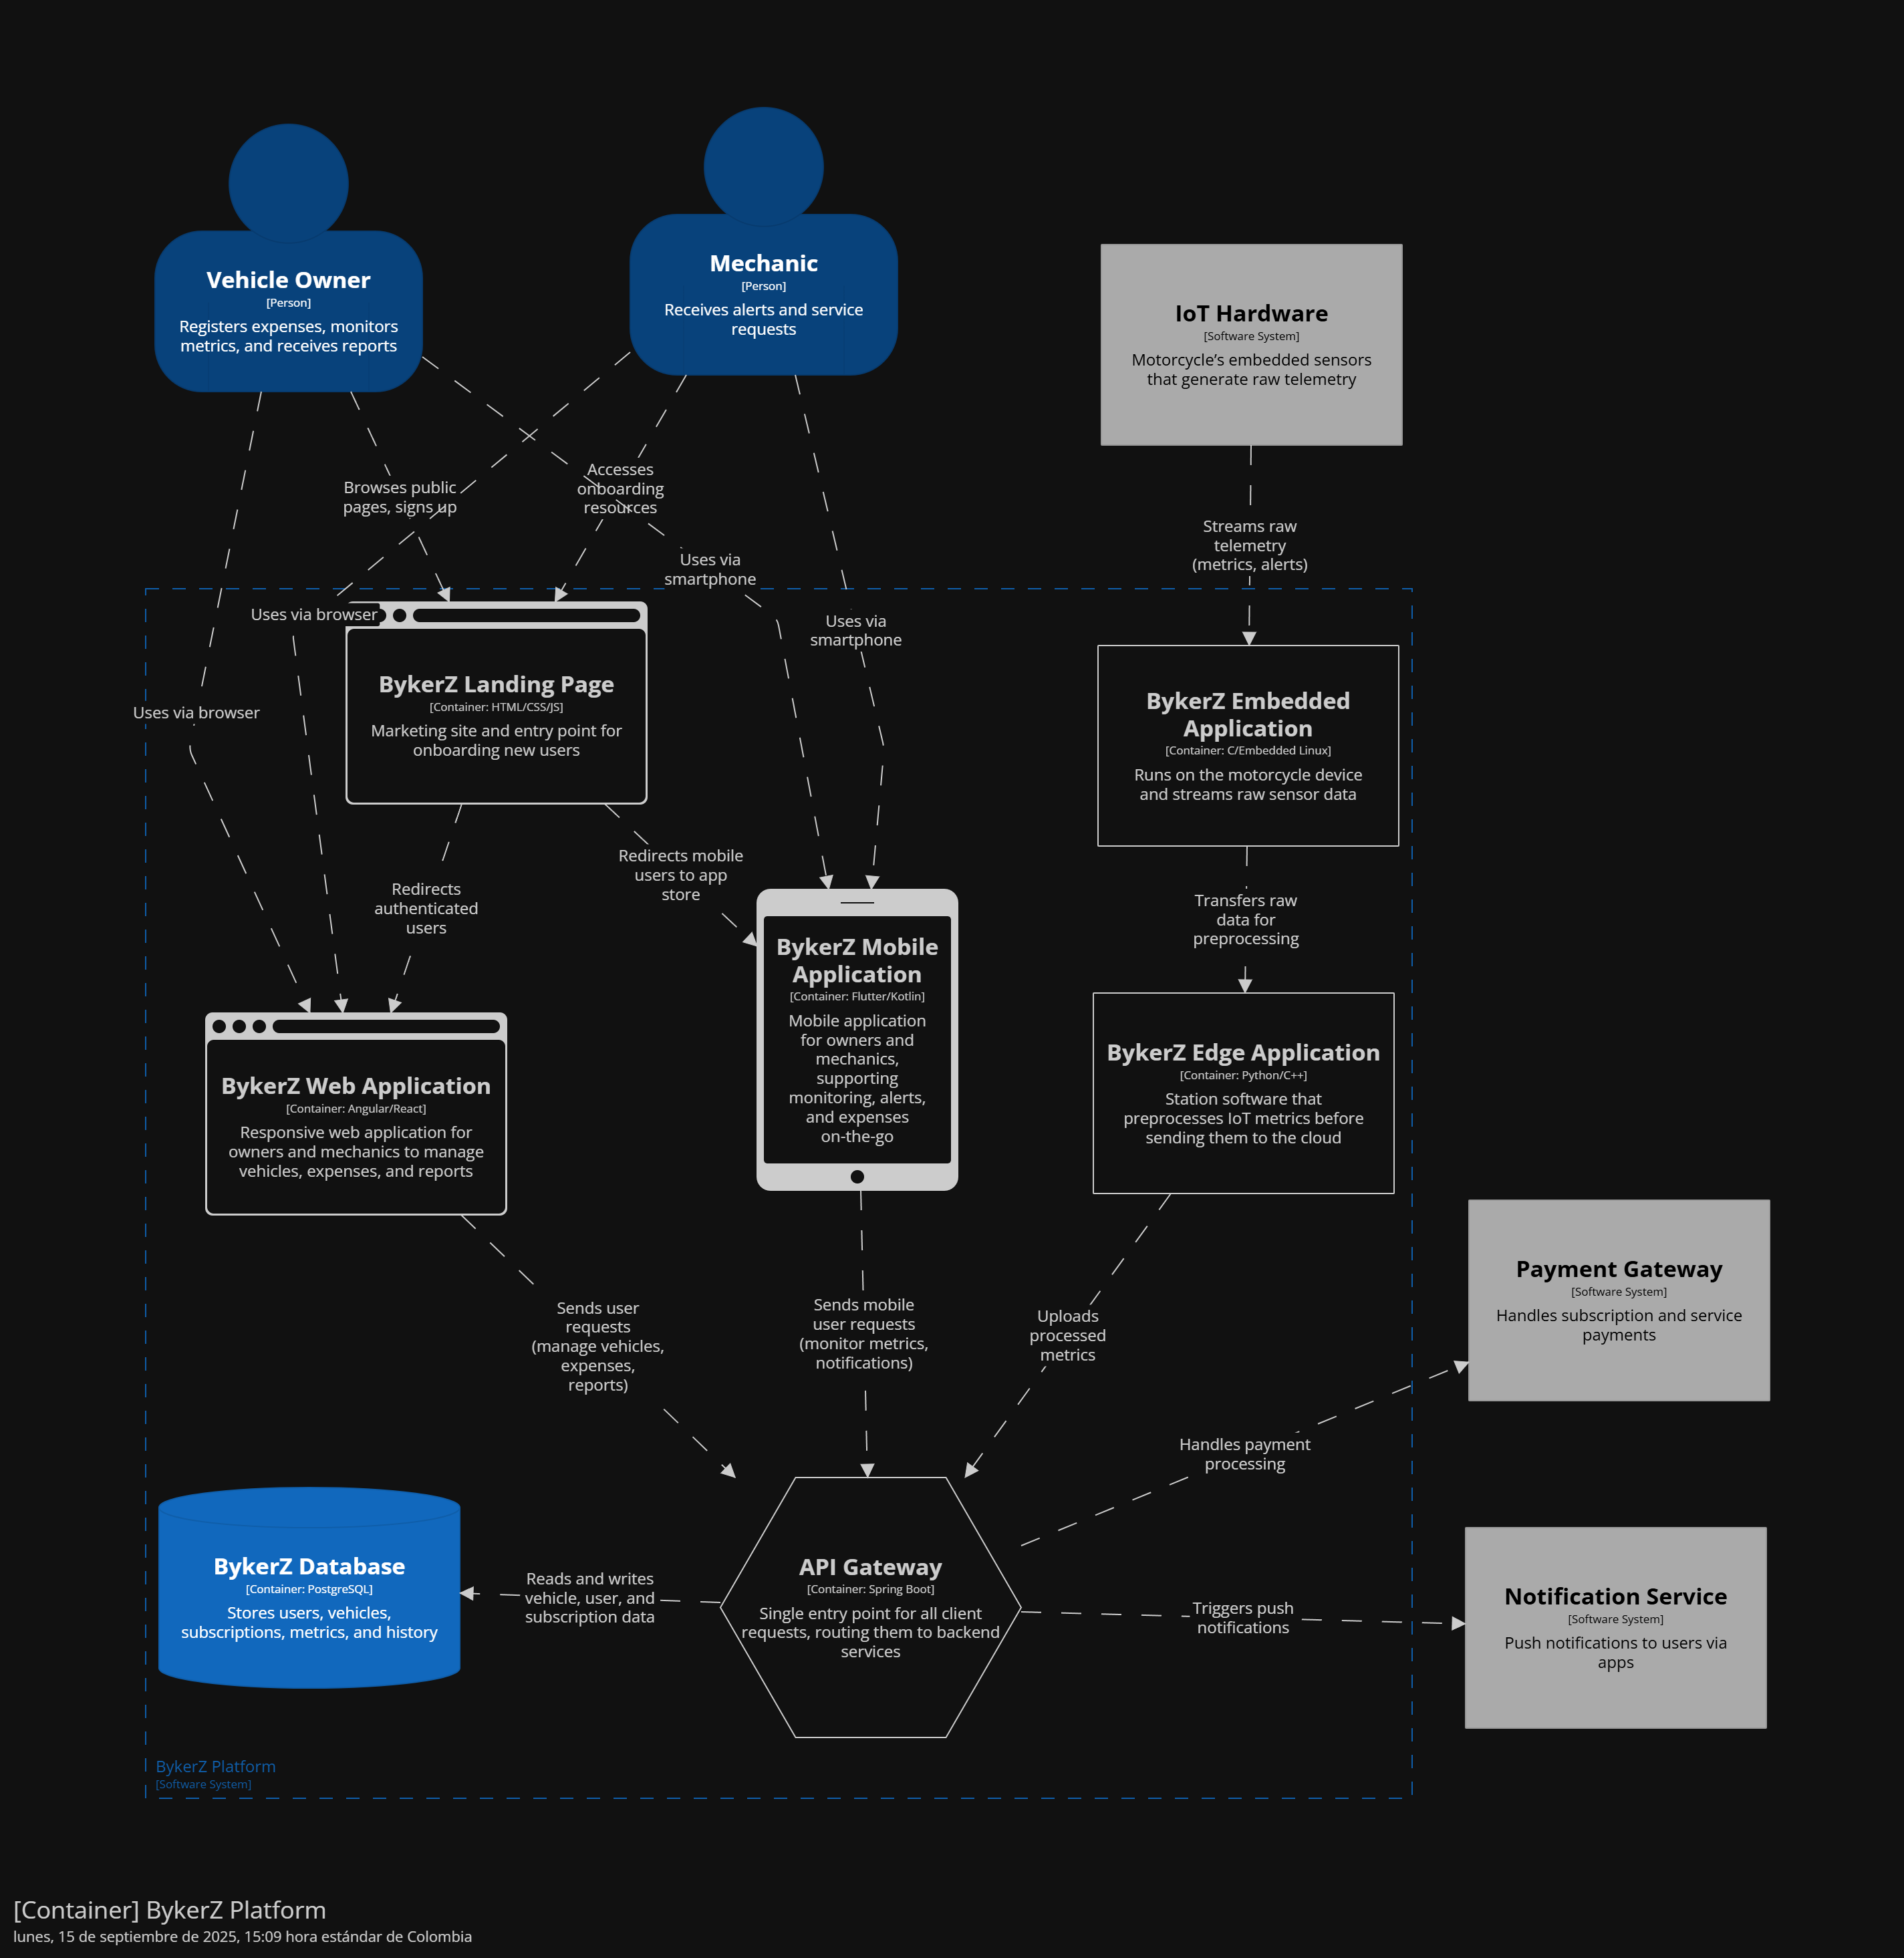 Vehicle Owner
[Person]
Registers expenses, monitors
metrics, and receives reports
Mechanic
[Person]
Receives alerts and service
requests
IoT Hardware
[Software System]
Motorcycle’s embedded sensors
that generate raw telemetry
Browses public
pages, signs up
Accesses
onboarding
resources
Uses via
smartphone
Streams raw
telemetry
(metrics, alerts)
Uses via browser
Uses via
smartphone
Uses via browser
BykerZ Landing Page
[Container: HTML/CSS/JS]
Marketing site and entry point for
onboarding new users
BykerZ Embedded
Application
[Container: C/Embedded Linux]
Runs on the motorcycle device
and streams raw sensor data
Redirects
authenticated
users
Redirects mobile
users to app
store
Transfers raw
data for
preprocessing
BykerZ Web Application
[Container: Angular/React]
Responsive web application for
owners and mechanics to manage
vehicles, expenses, and reports
BykerZ Mobile
Application
[Container: Flutter/Kotlin]
Mobile application
for owners and
mechanics,
supporting
monitoring, alerts,
and expenses
on-the-go
BykerZ Edge Application
[Container: Python/C++]
Station software that
preprocesses IoT metrics before
sending them to the cloud
Sends user
requests
(manage vehicles,
expenses,
reports)
Sends mobile
user requests
(monitor metrics,
notifications)
Uploads
processed
metrics
Payment Gateway
[Software System]
Handles subscription and service
payments
Handles payment
processing
BykerZ Database
[Container: PostgreSQL]
Stores users, vehicles,
subscriptions, metrics, and history
Reads and writes
vehicle, user, and
subscription data
API Gateway
[Container: Spring Boot]
Single entry point for all client
requests, routing them to backend
services
Triggers push
notifications
Notification Service
[Software System]
Push notifications to users via
apps
BykerZ Platform
[Software System]
[Container] BykerZ Platform
lunes, 15 de septiembre de 2025, 15:09 hora estándar de Colombia